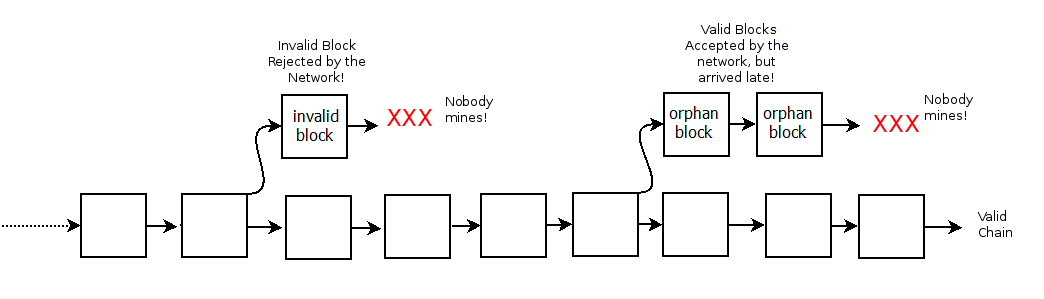 Invalid Block
Rejected by the
Network!
invalid
block
XXX
Nobody
mines!
Valid Blocks
Accepted by the
network, but
arrived late!
orphan
block
orphan
block
XXX
Nobody
mines!
Valid
Chain